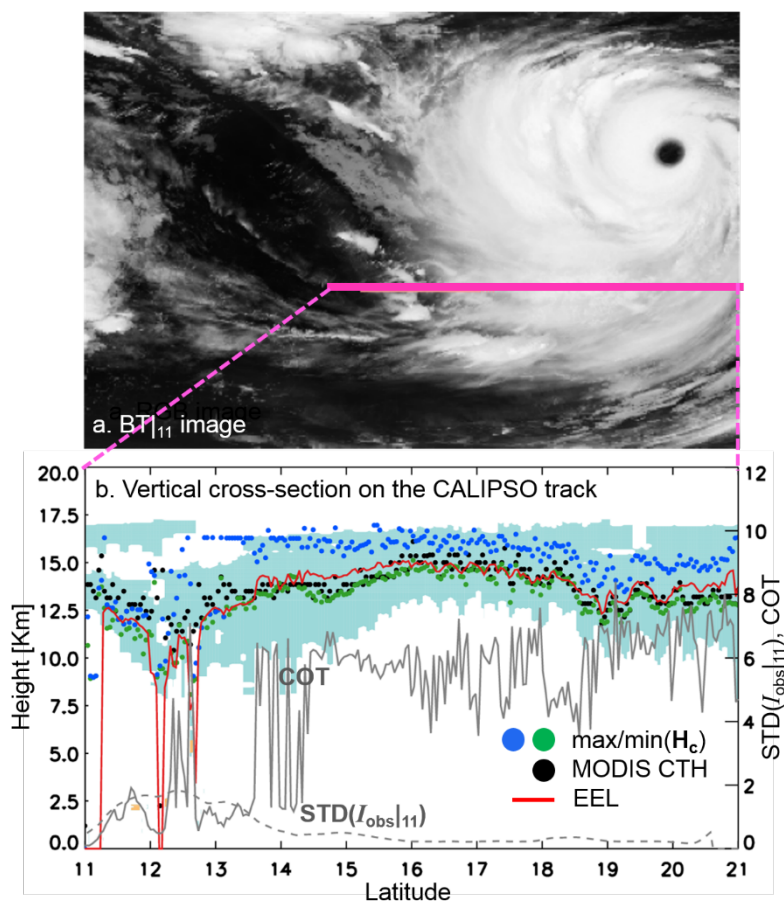 a. RGB image
a. BT|11 image
b. Vertical cross-section on the CALIPSO track
20.0
17.5
15.0
12.5
10.0
7.5
5.0
2.5
0.0
Height [Km]
12
10
8
6
4
2
0
STD(Iobs|11), COT
COT
max/min(Hc)
MODIS CTH
EEL
STD(Iobs|11)
11 12 13 14 15 16 17 18 19 20 21
Latitude